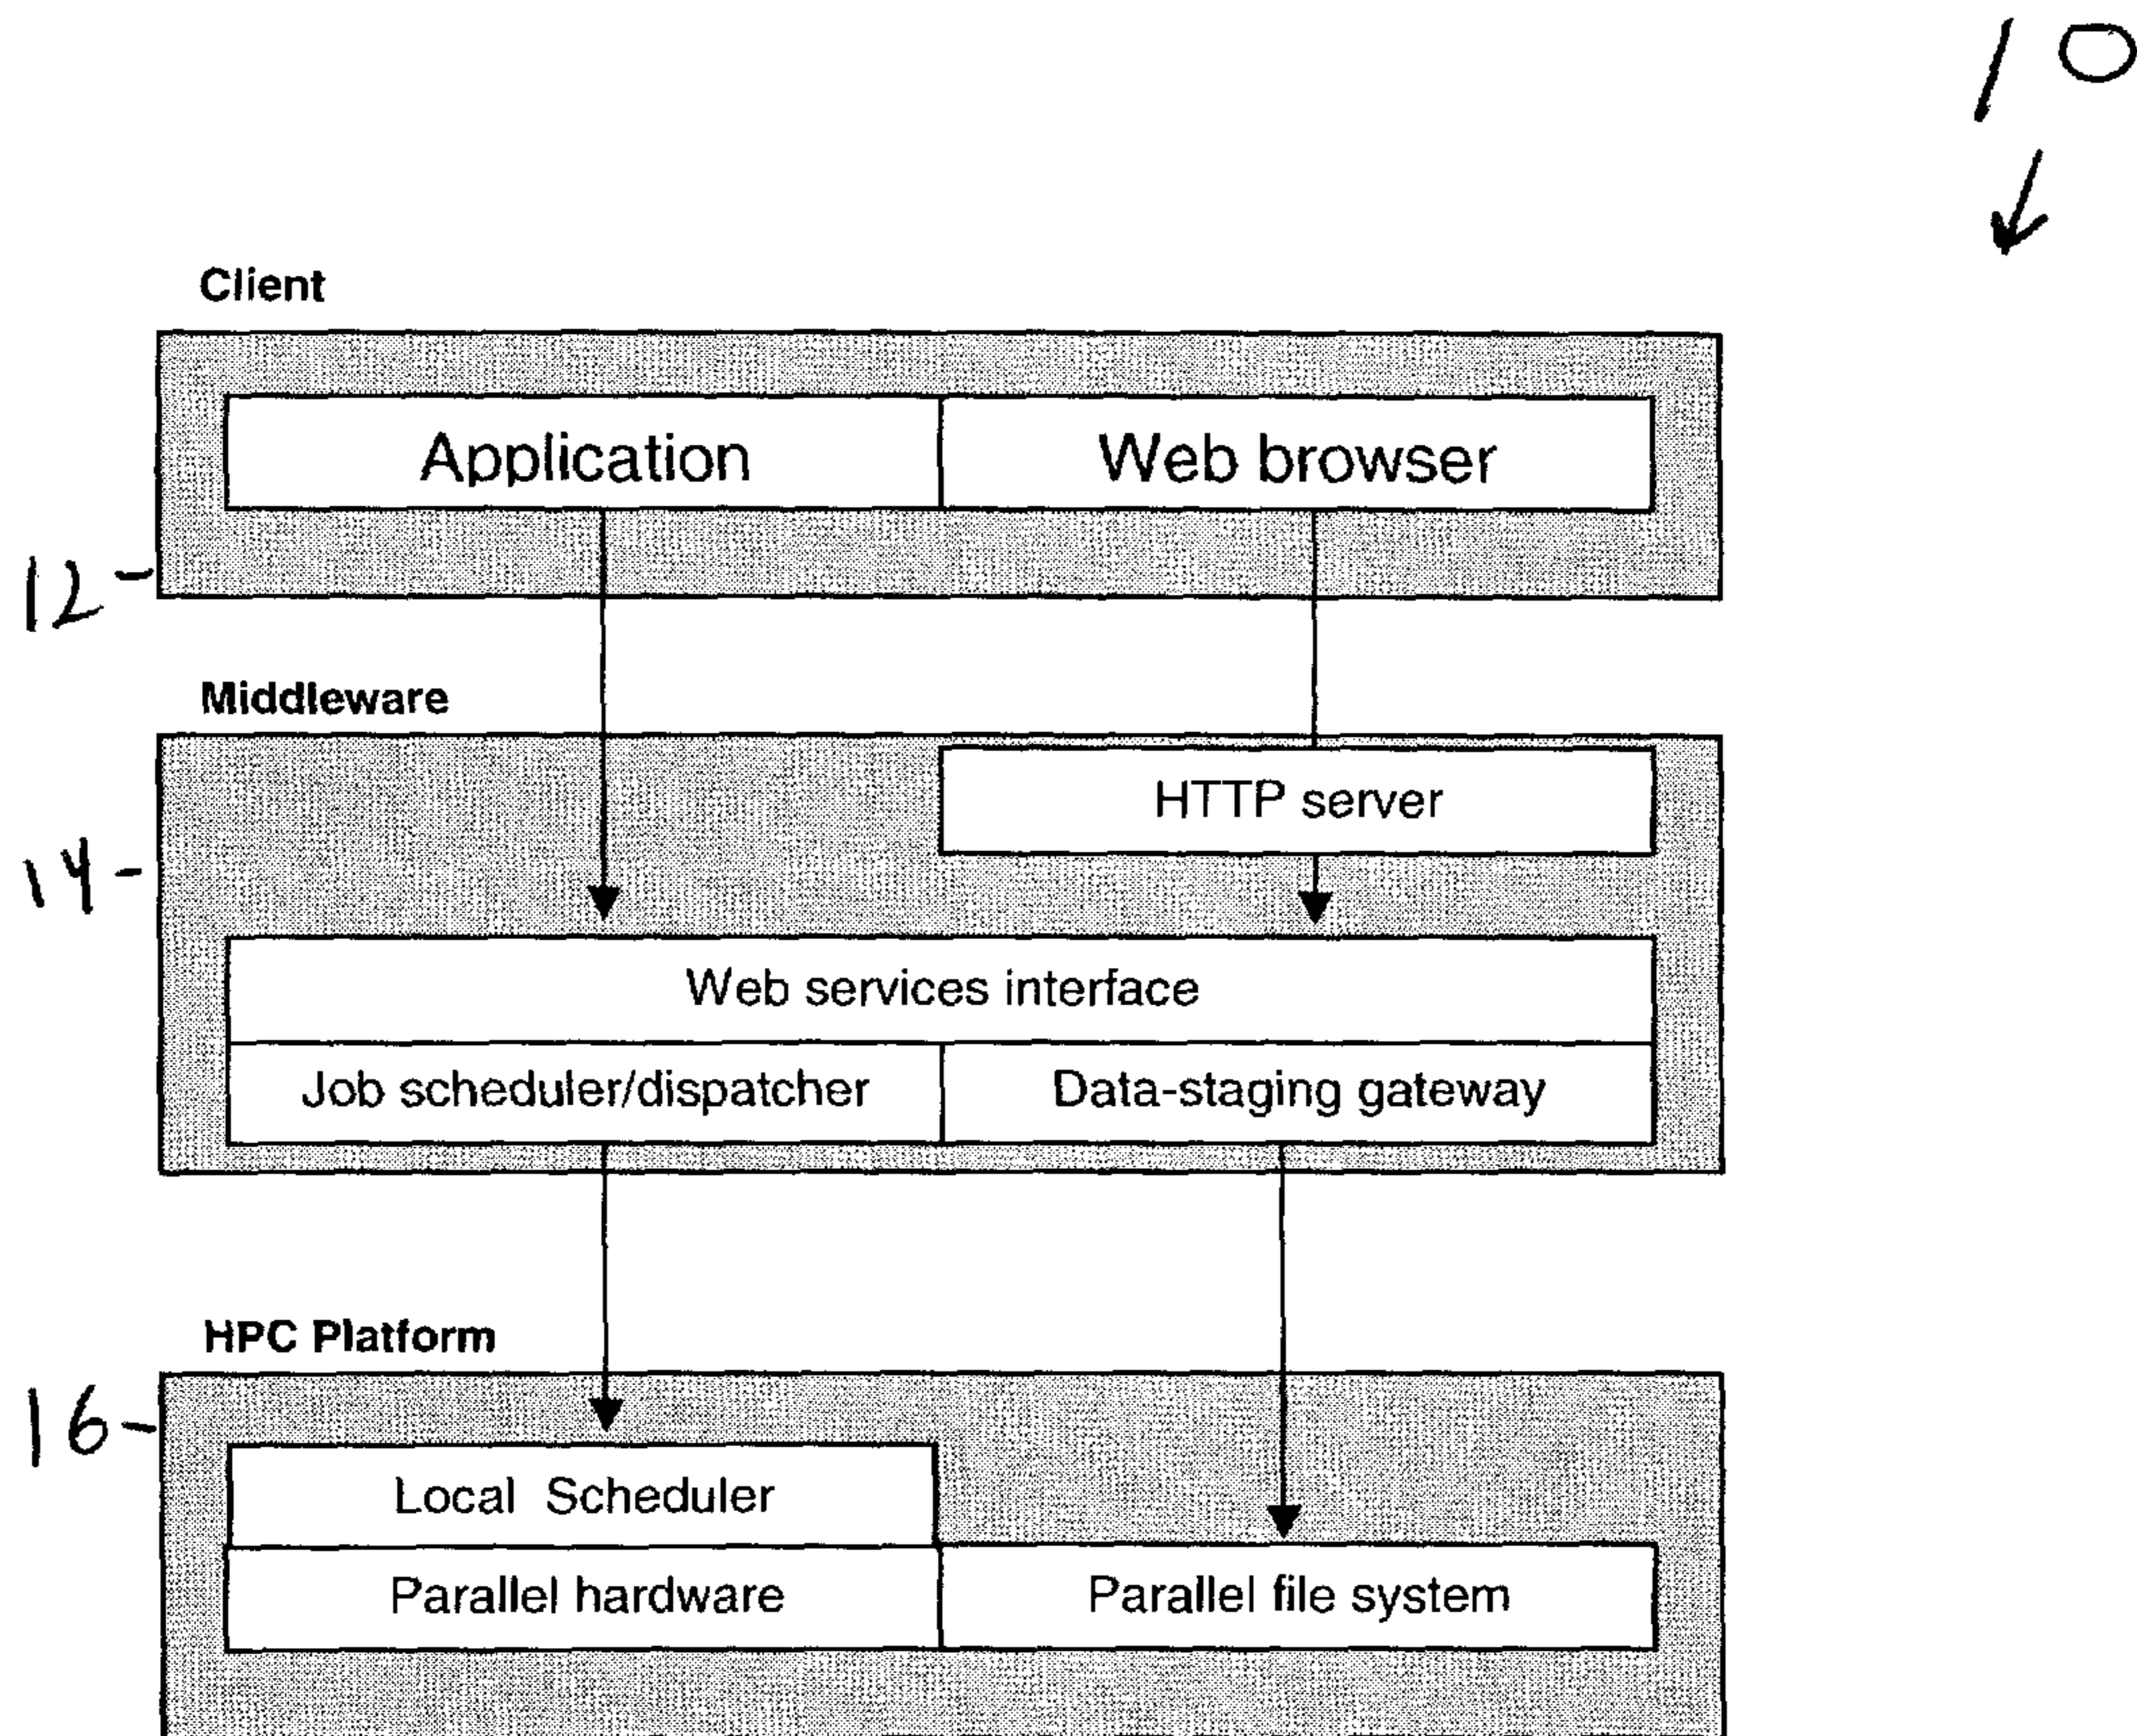 10
Client
Application Web browser
12
Middleware
HTTP server
14
Web services interface
Job scheduler/dispatcher Data-staging gateway
HPC Platform
16
Local Scheduler
Parallel hardware Parallel file system